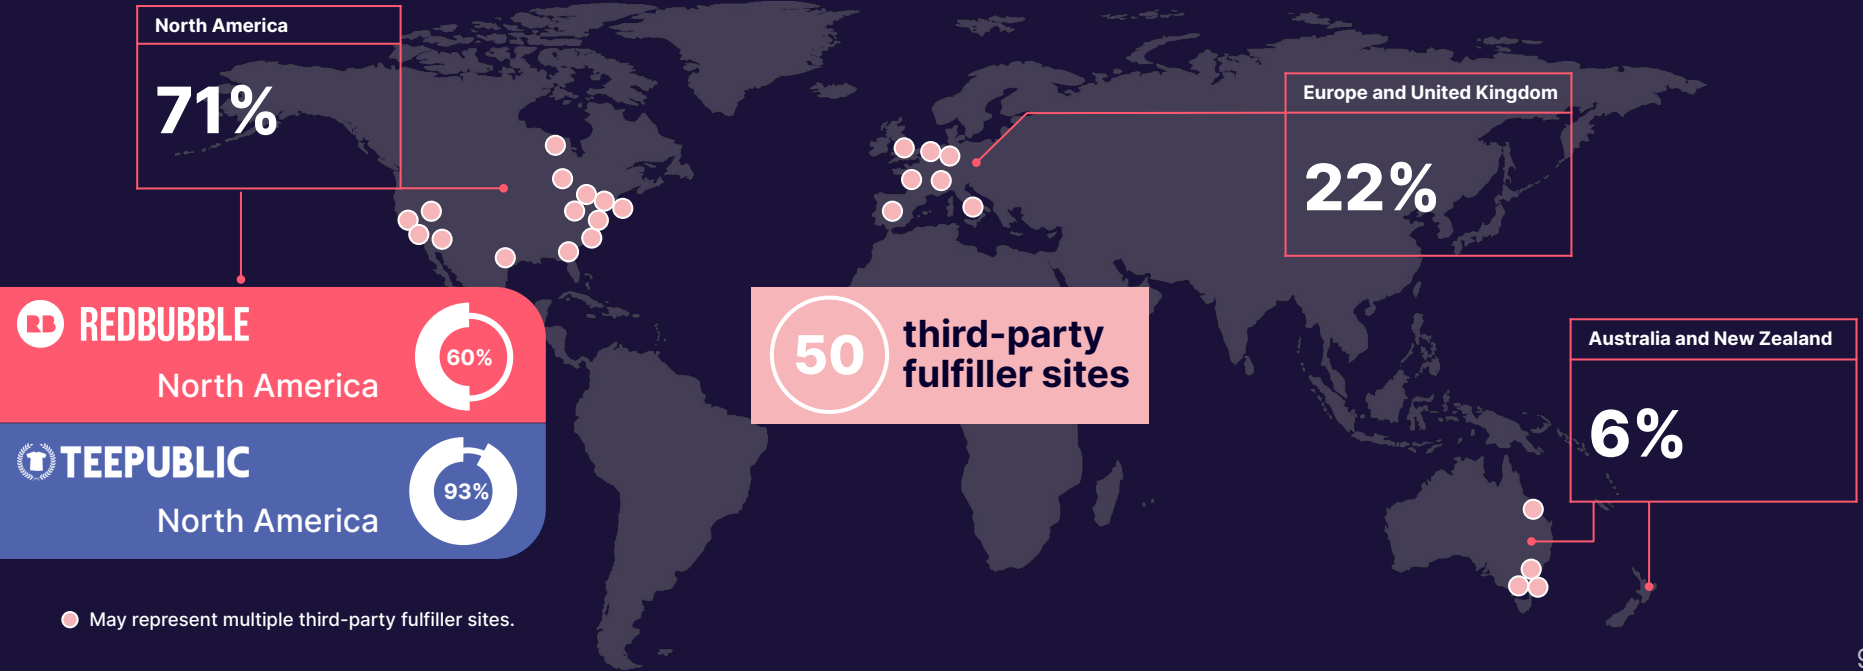 North America
71%
Europe and United Kingdom
22%
RB REDBUBBLE
60%
North America
50
third-party
fulfiller sites
Australia and New Zealand
6%
TEEPUBLIC
93%
North America
May represent multiple third-party fulfiller sites.